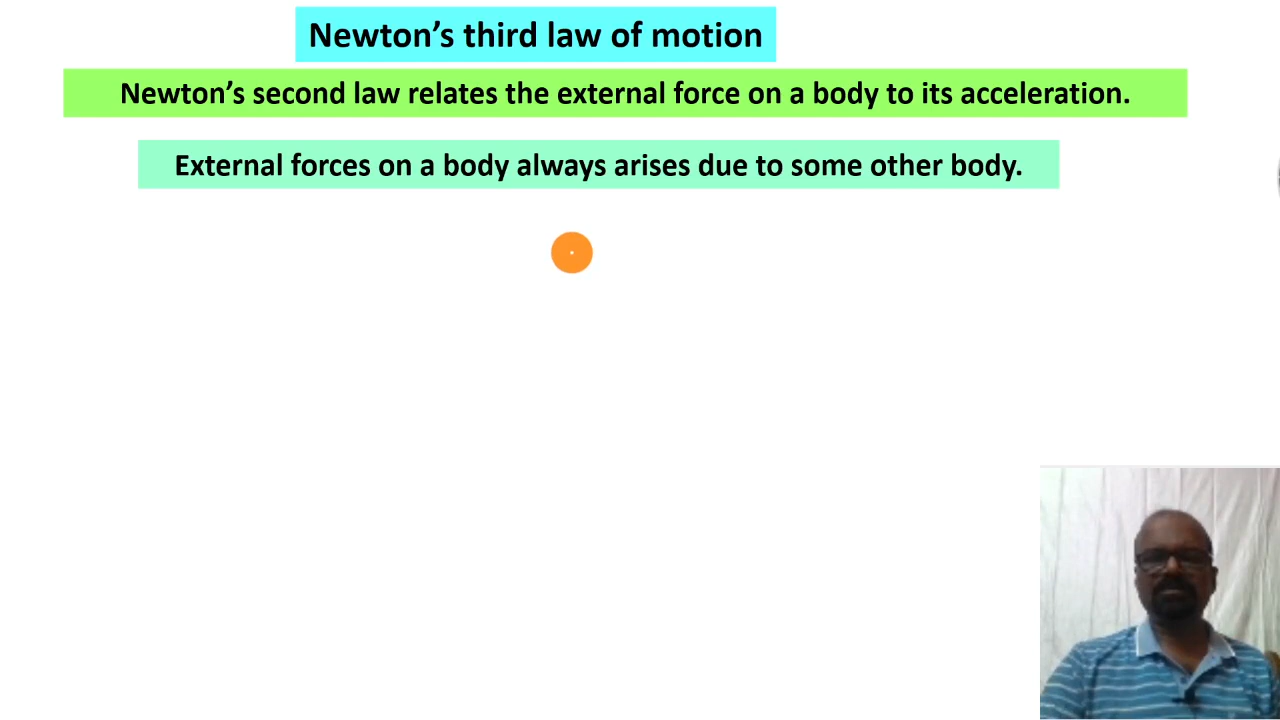 Newton’s third law of motion
Newton’s second law relates the external force on a body to its acceleration.
External forces on a body always arises due to some other body.